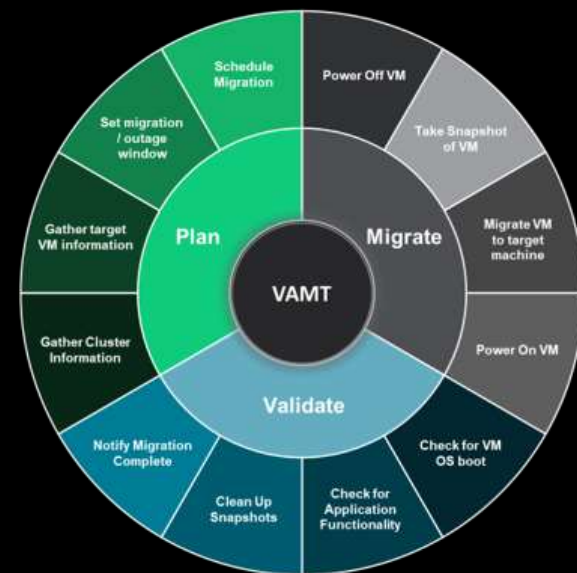 Schedule
Migration
Power Off VM
Set migration
/ outage
window
Take Snapshot
of VM
Gather target
VM information
Plan
Migrate
Migrate VM
to target
machine
VAMT
Gather Cluster
Information
Power On VM
Validate
Notify Migration
Complete
Check for VM
OS boot
Clean Up
Snapshots
Check for
Application
Functionality